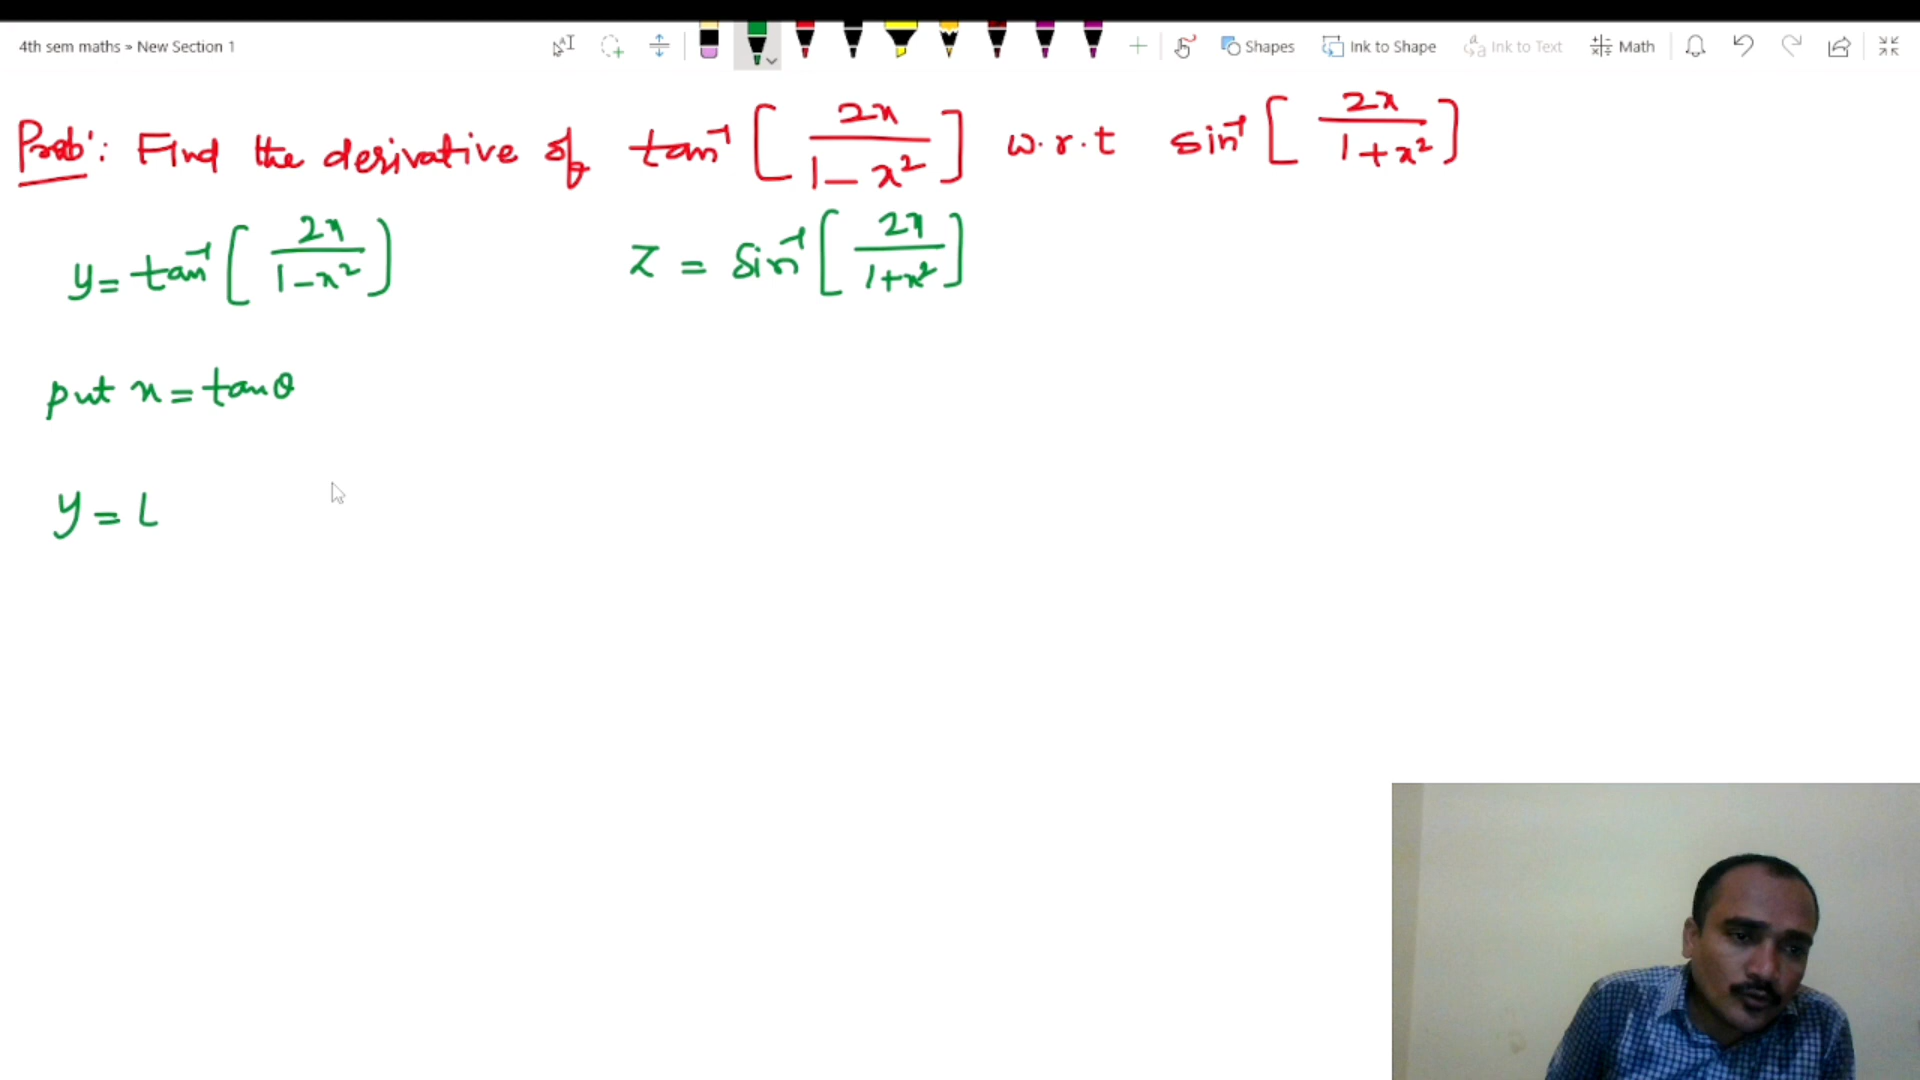 4th sem maths » New Section 1
Shapes Ink to Shape Ink to Text Math
Prob: Find the derivative of tan⁻¹ [2x / 1 - x²] w.r.t sin⁻¹ [2x / 1 + x²]
y = tan⁻¹ [2x / 1 - x²] z = sin⁻¹ [2x / 1 + x²]
put x = tanθ
y = t